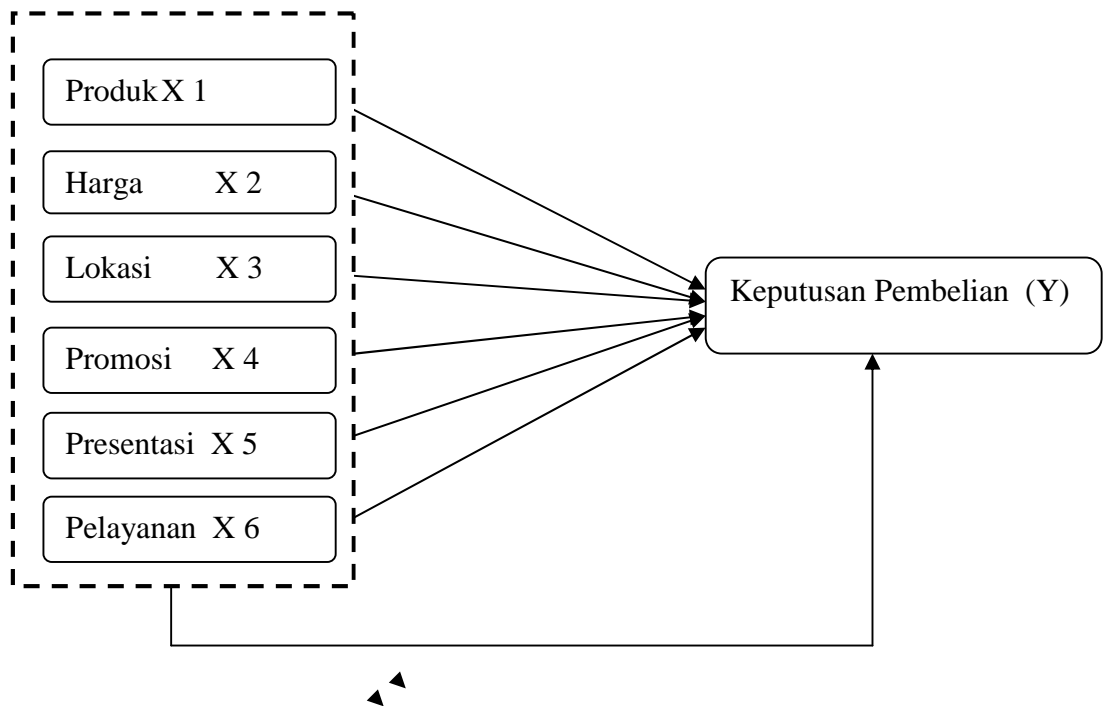 Produk X 1
Harga X 2
Lokasi X 3
Promosi X 4
Presentasi X 5
Pelayanan X 6
Keputusan Pembelian (Y)